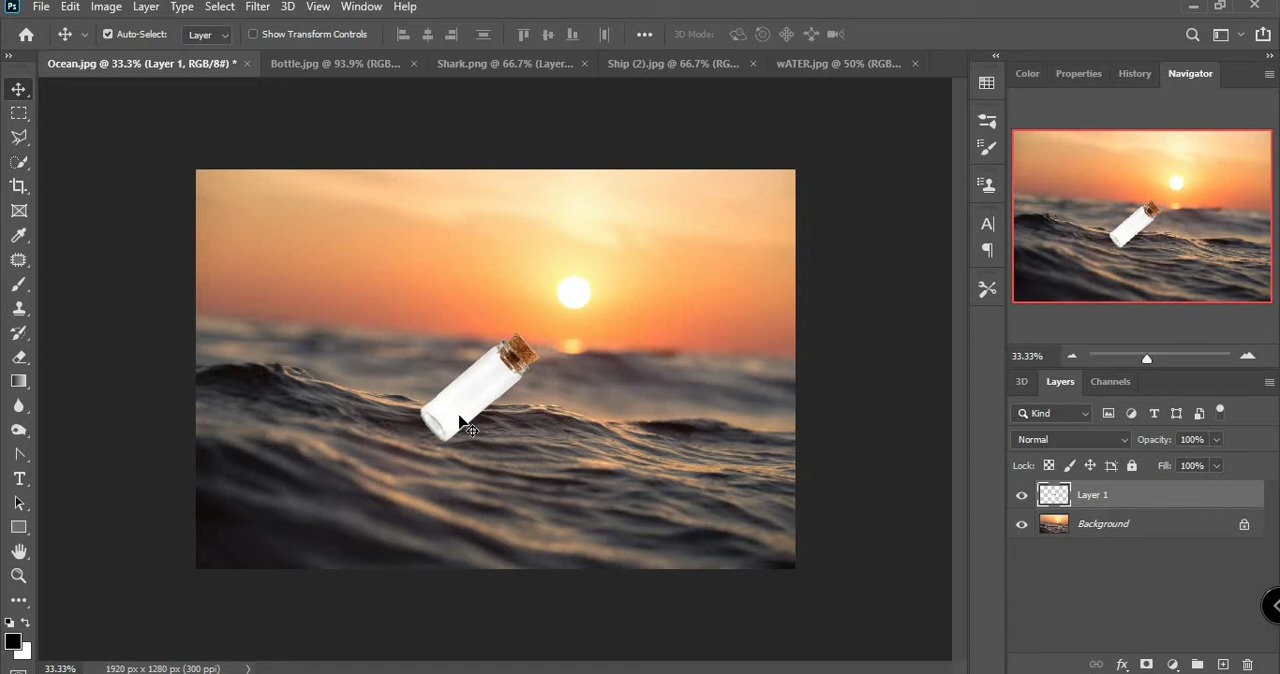 Ps File Edit Image Layer Type Select Filter 3D View Window Help
Auto-Select: Layer Show Transform Controls 3D Mode:
Ocean.jpg @ 33.3% (Layer 1, RGB/8#) * Bottle.jpg @ 93.9% (RGB... Shark.png @ 66.7% (Layer... Ship (2).jpg @ 66.7% (RG... wATER.jpg @ 50% (RGB...
Color Properties History Navigator
33.33%
3D Layers Channels
Kind
Normal Opacity: 100%
Lock: Fill: 100%
Layer 1
Background
33.33% 1920 px x 1280 px (300 ppi)